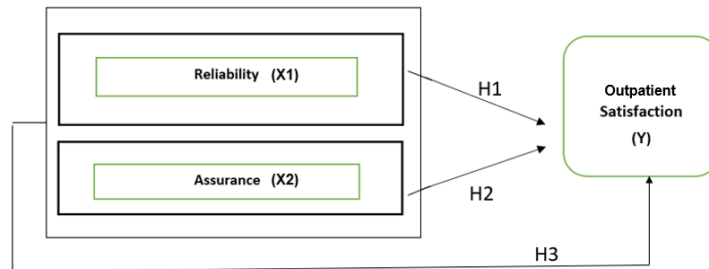 Reliability (X1)
H1
Outpatient
Satisfaction
(Y)
Assurance (X2)
H2
H3